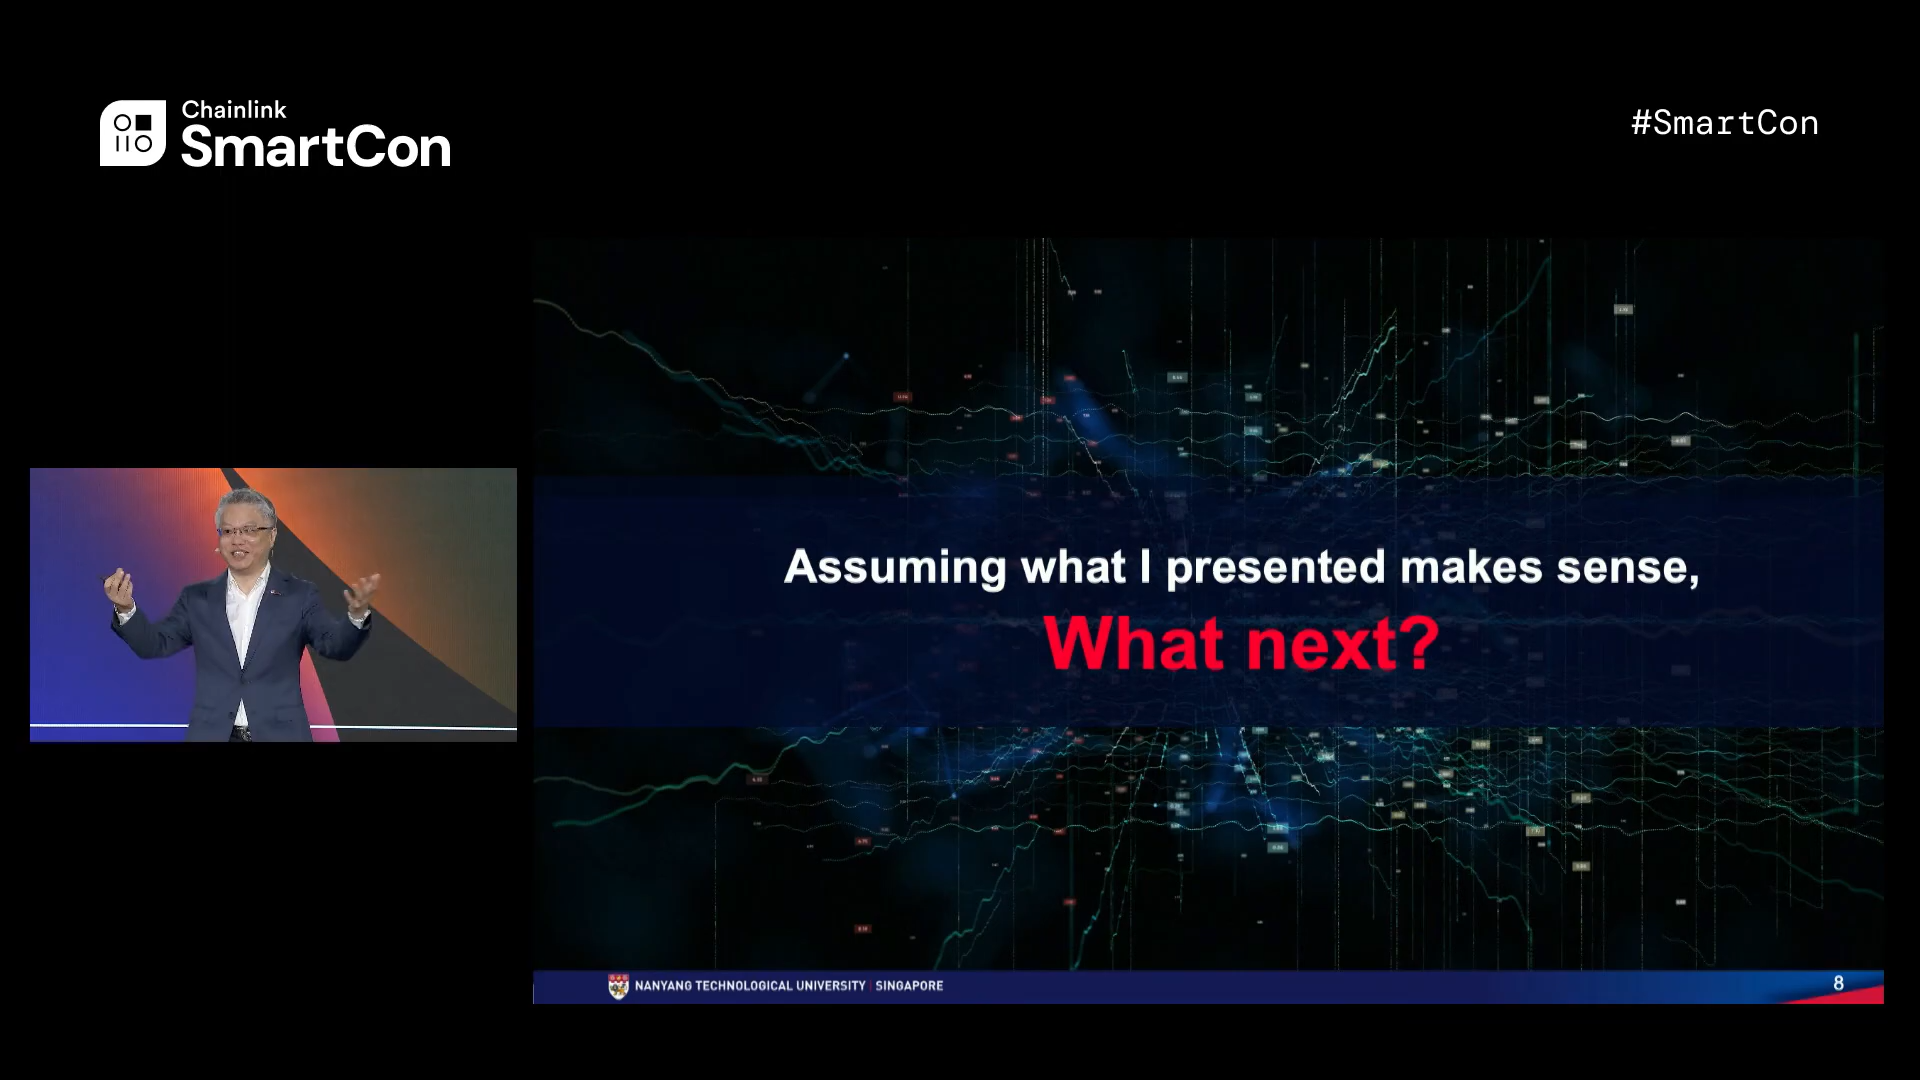 Chainlink
SmartCon
#SmartCon
Assuming what I presented makes sense,
What next?
NANYANG TECHNOLOGICAL UNIVERSITY | SINGAPORE
8